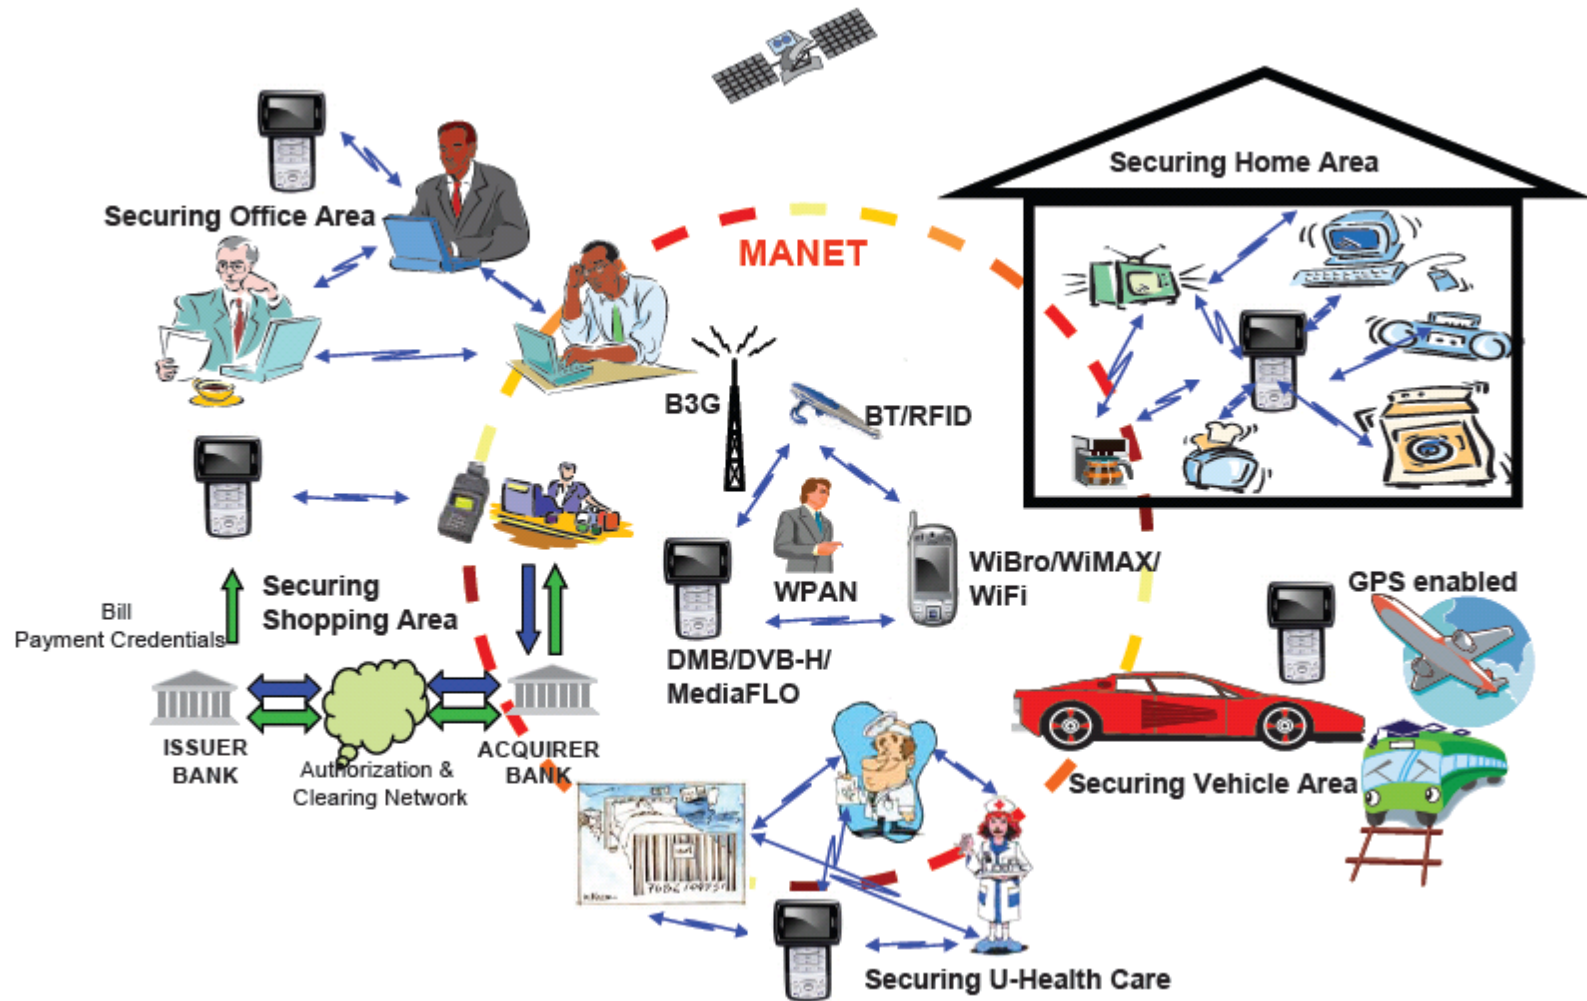 Securing Home Area
Securing Office Area
MANET
B3G
BT/RFID
WiBro/WiMAX/
WiFi
WPAN
GPS enabled
Securing
Shopping Area
Bill
Payment Credentials
DMB/DVB-H/
MediaFLO
ISSUER
BANK
ACQUIRER
BANK
Authorization &
Clearing Network
Securing Vehicle Area
Securing U-Health Care